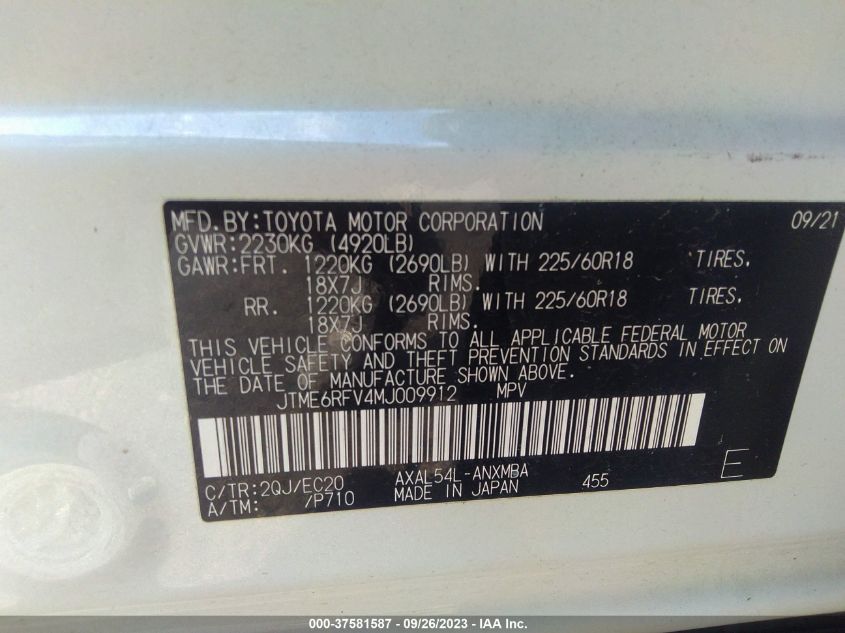 MFD.BY:TOYOTA MOTOR CORPORATION 09/21
GVWR:2230KG (4920LB)
GAWR:FRT. 1220KG (2690LB) WITH 225/60R18 TIRES,
18X7J RIMS.
RR. 1220KG (2690LB) WITH 225/60R18 TIRES,
18X7J RIMS.
THIS VEHICLE CONFORMS TO ALL APPLICABLE FEDERAL MOTOR
VEHICLE SAFETY AND THEFT PREVENTION STANDARDS IN EFFECT ON
THE DATE OF MANUFACTURE SHOWN ABOVE.
JTME6RFV4MJ009912 MPV
C/TR:2QJ/EC20 AXAL54L-ANXMBA E
A/TM: /P710 MADE IN JAPAN 455
000-37581587 - 09/26/2023 - IAA Inc.